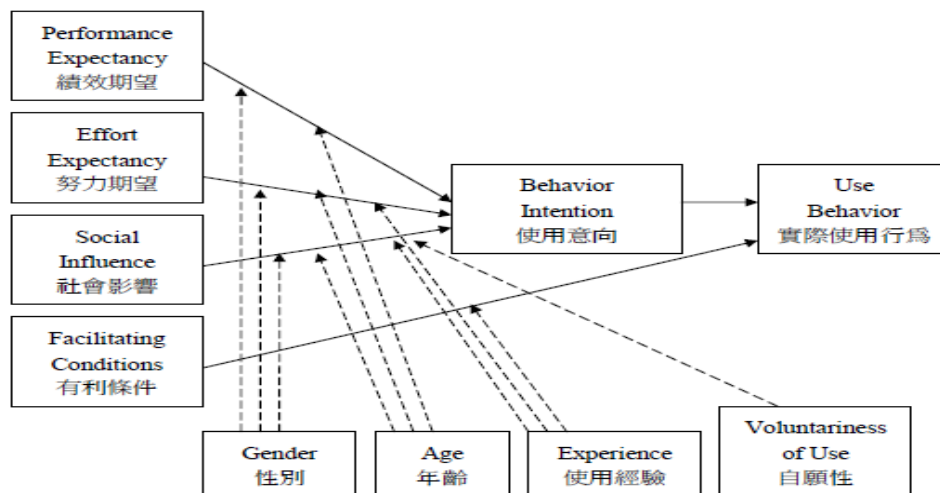 Performance
Expectancy
績效期望
Effort
Expectancy
努力期望
Social
Influence
社會影響
Facilitating
Conditions
有利條件
Behavior
Intention
使用意向
Use
Behavior
實際使用行為
Gender
性別
Age
年齡
Experience
使用經驗
Voluntariness
of Use
自願性